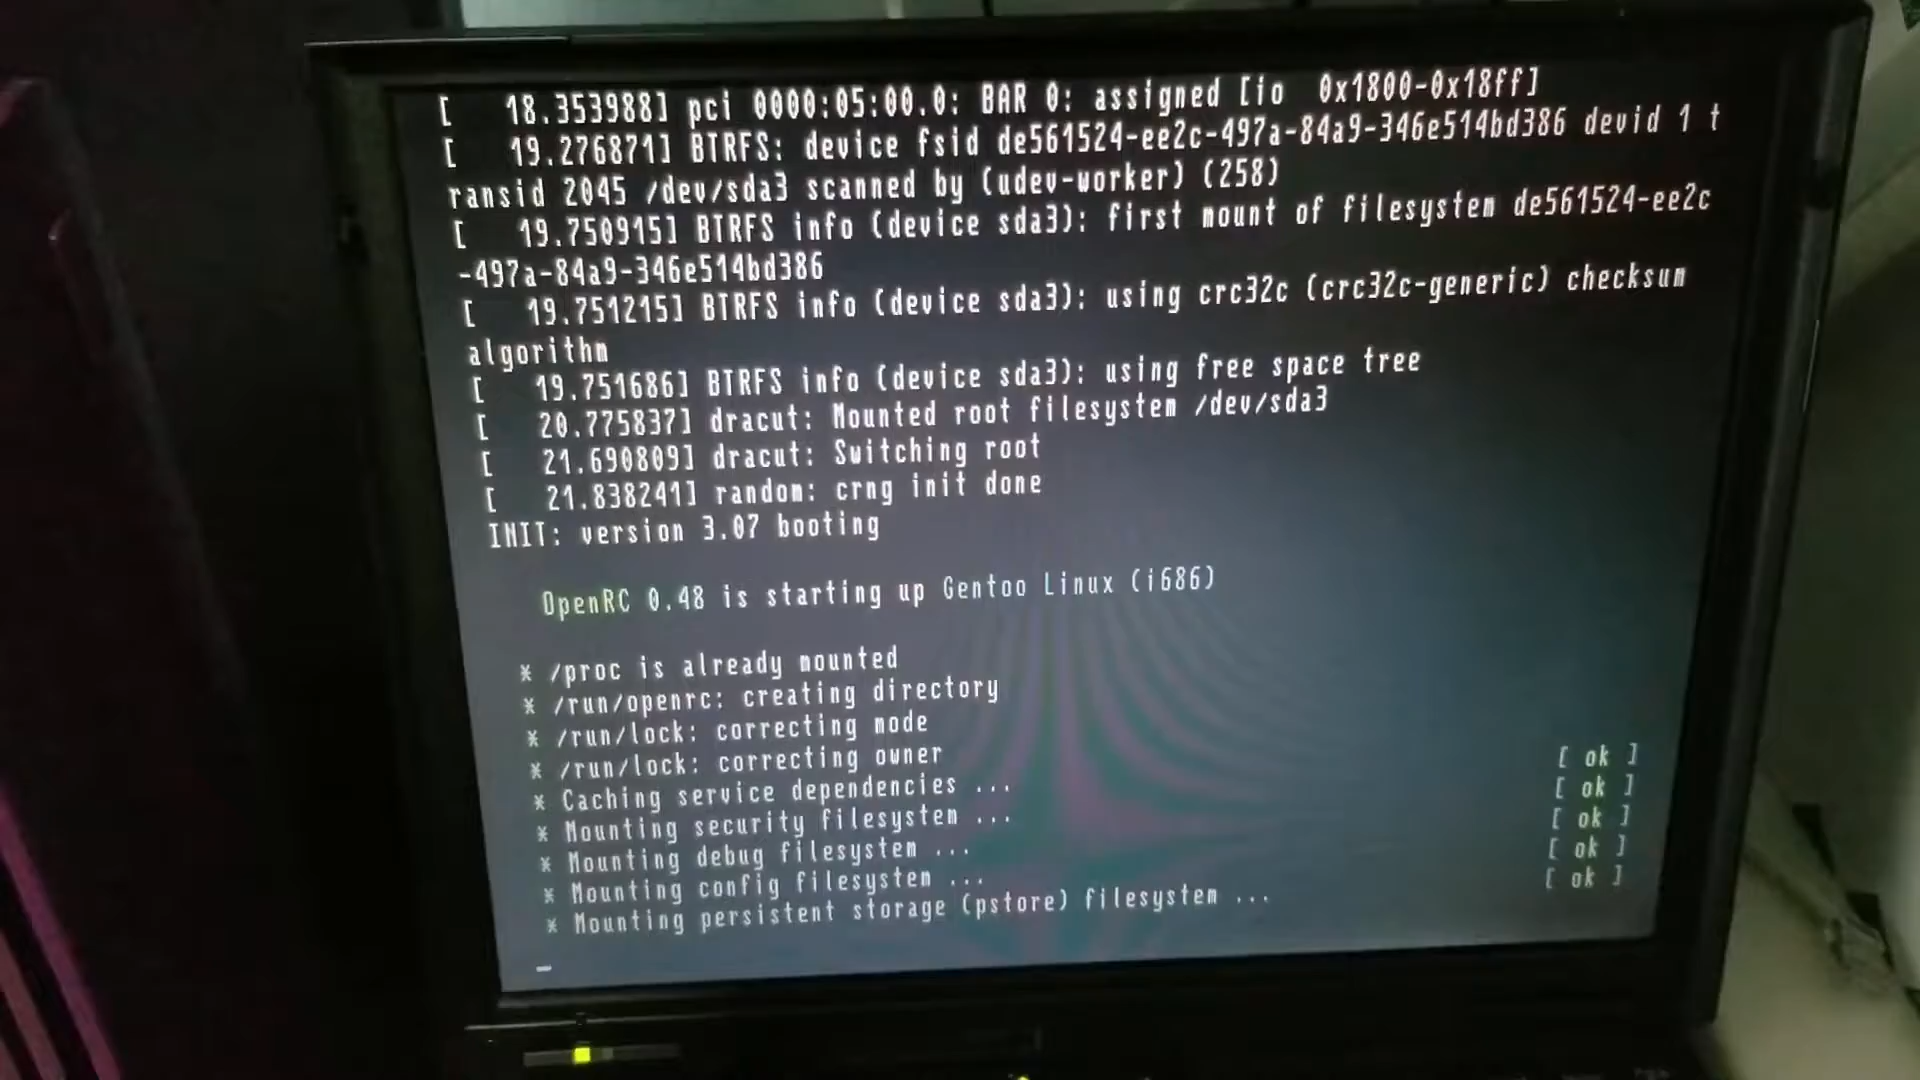 [   18.353988] pci 0000:05:00.0: BAR 0: assigned [io  0x1800-0x18ff]
[   19.276871] BTRFS: device fsid de561524-ee2c-497a-84a9-346e514bd386 devid 1 t
ransid 2045 /dev/sda3 scanned by (udev-worker) (258)
[   19.750915] BTRFS info (device sda3): first mount of filesystem de561524-ee2c
-497a-84a9-346e514bd386
[   19.751215] BTRFS info (device sda3): using crc32c (crc32c-generic) checksum
algorithm
[   19.751686] BTRFS info (device sda3): using free space tree
[   20.775837] dracut: Mounted root filesystem /dev/sda3
[   21.690809] dracut: Switching root
[   21.838241] random: crng init done
INIT: version 3.07 booting
OpenRC 0.48 is starting up Gentoo Linux (i686)
* /proc is already mounted
* /run/openrc: creating directory
* /run/lock: correcting mode
* /run/lock: correcting owner
* Caching service dependencies ... [ ok ]
* Mounting security filesystem ... [ ok ]
* Mounting debug filesystem ... [ ok ]
* Mounting config filesystem ... [ ok ]
* Mounting persistent storage (pstore) filesystem ... [ ok ]